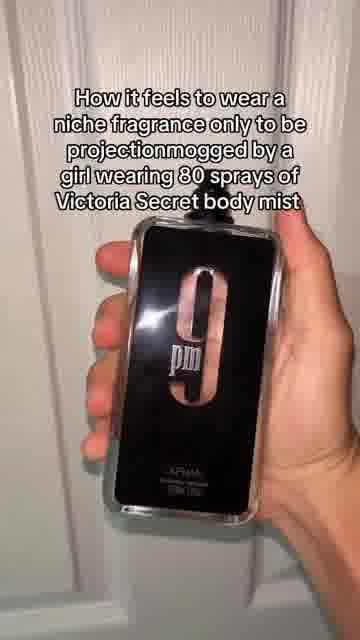 How it feels to wear a
niche fragrance only to be
projectionmogged by a
girl wearing 80 sprays of
Victoria Secret body mist
9
pm